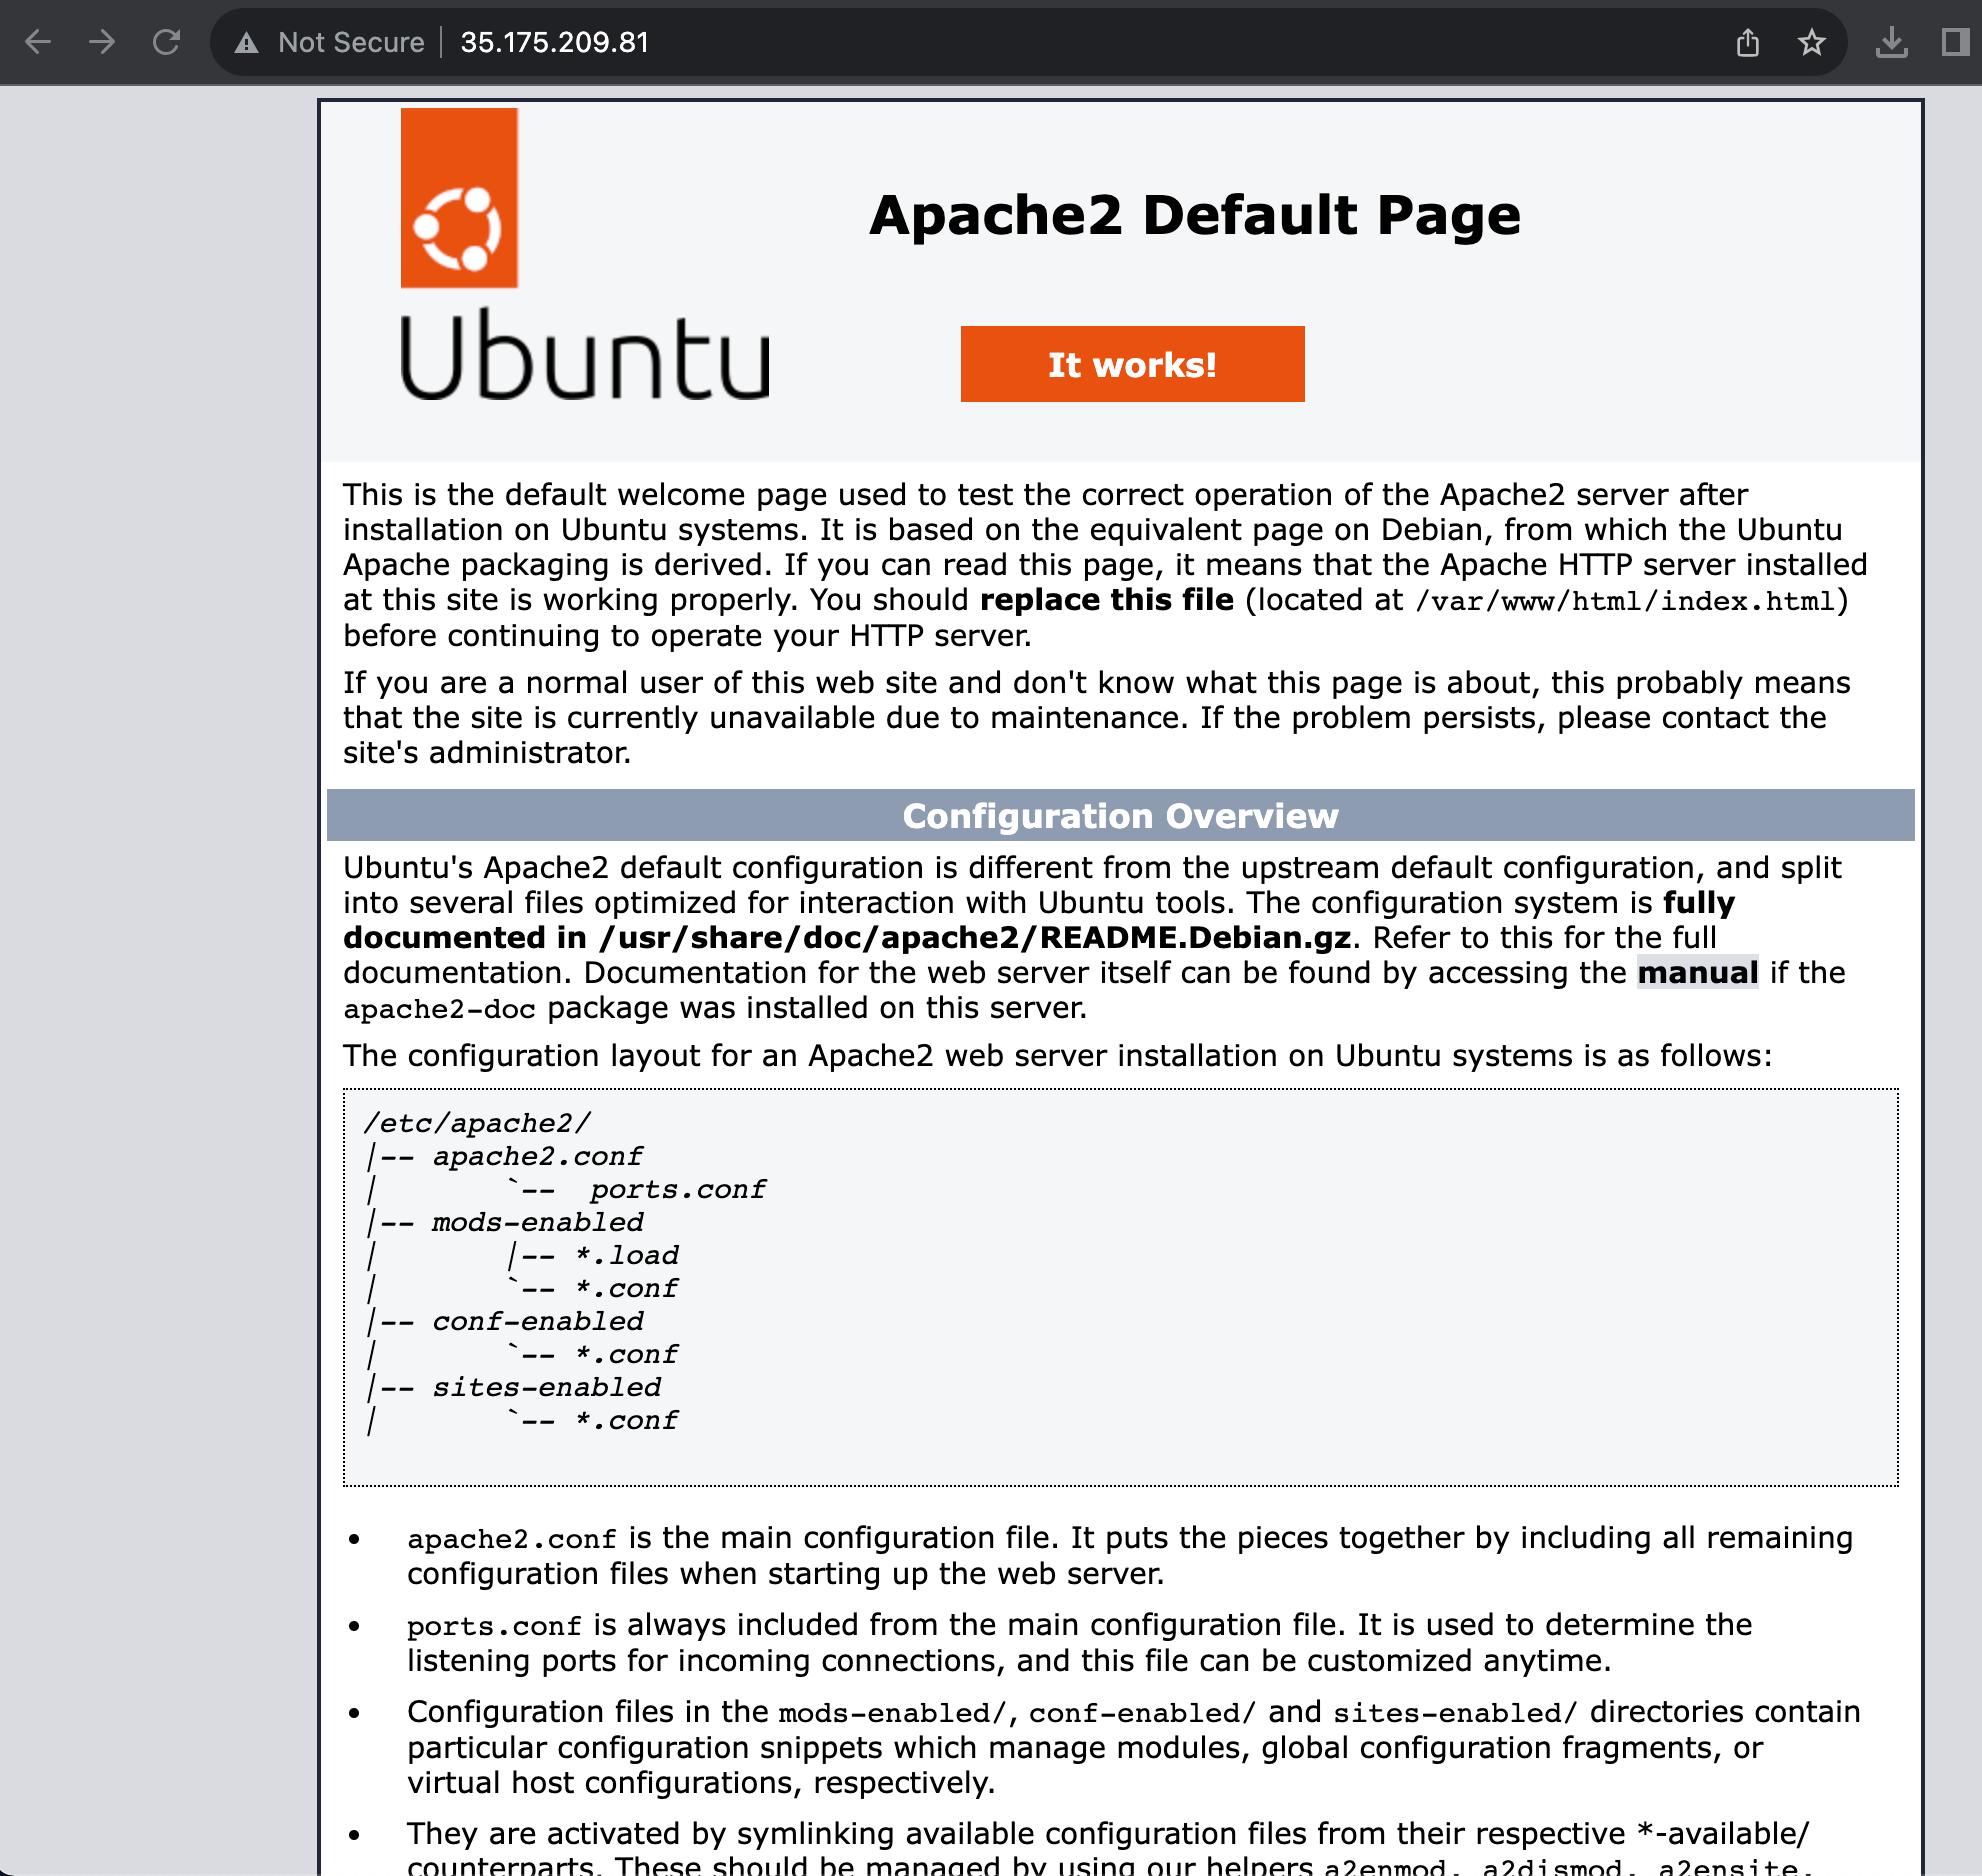 Not Secure | 35.175.209.81
Apache2 Default Page
Ubuntu
It works!
This is the default welcome page used to test the correct operation of the Apache2 server after
installation on Ubuntu systems. It is based on the equivalent page on Debian, from which the Ubuntu
Apache packaging is derived. If you can read this page, it means that the Apache HTTP server installed
at this site is working properly. You should replace this file (located at /var/www/html/index.html)
before continuing to operate your HTTP server.
If you are a normal user of this web site and don't know what this page is about, this probably means
that the site is currently unavailable due to maintenance. If the problem persists, please contact the
site's administrator.
Configuration Overview
Ubuntu's Apache2 default configuration is different from the upstream default configuration, and split
into several files optimized for interaction with Ubuntu tools. The configuration system is fully
documented in /usr/share/doc/apache2/README.Debian.gz. Refer to this for the full
documentation. Documentation for the web server itself can be found by accessing the manual if the
apache2-doc package was installed on this server.
The configuration layout for an Apache2 web server installation on Ubuntu systems is as follows:
/etc/apache2/
|-- apache2.conf
|       `--  ports.conf
|-- mods-enabled
|       |-- *.load
|       `-- *.conf
|-- conf-enabled
|       `-- *.conf
|-- sites-enabled
|       `-- *.conf
• apache2.conf is the main configuration file. It puts the pieces together by including all remaining
configuration files when starting up the web server.
• ports.conf is always included from the main configuration file. It is used to determine the
listening ports for incoming connections, and this file can be customized anytime.
• Configuration files in the mods-enabled/, conf-enabled/ and sites-enabled/ directories contain
particular configuration snippets which manage modules, global configuration fragments, or
virtual host configurations, respectively.
• They are activated by symlinking available configuration files from their respective *-available/
counterparts. These should be managed by using our helpers a2enmod, a2dismod, a2ensite,